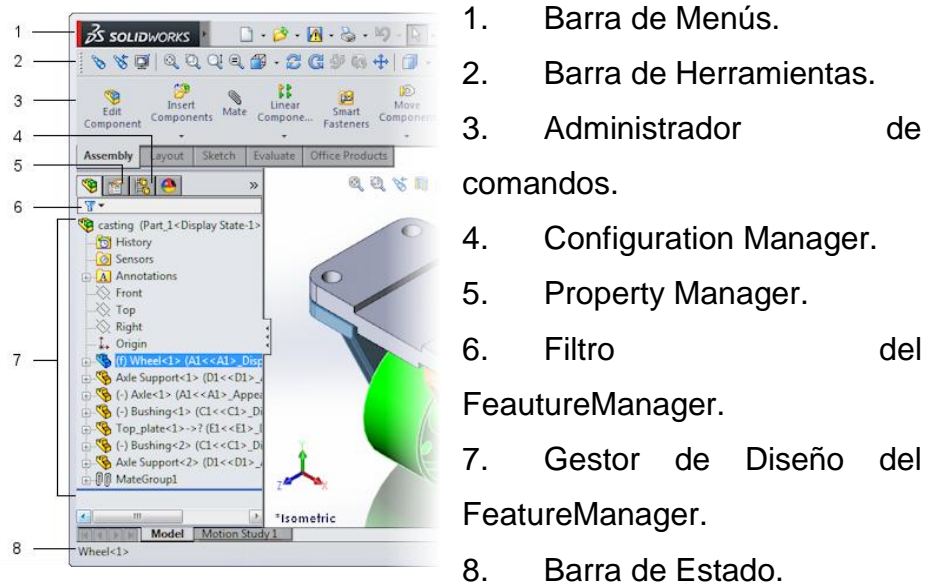 1
2
3
4
5
6
7
8
SOLIDWORKS
Edit Component
Insert Components
Mate
Linear Compone...
Smart Fasteners
Move Component
Assembly Layout Sketch Evaluate Office Products
casting (Part_1<Display State-1>
History
Sensors
Annotations
Front
Top
Right
Origin
(f) Wheel<1> (A1<<A1>_Disp
Axle Support<1> (D1<<D1>_
(-) Axle<1> (A1<<A1>_Appea
(-) Bushing<1> (C1<<C1>_Di
Top_plate<1>->? (E1<<E1>_
(-) Bushing<2> (C1<<C1>_Di
Axle Support<2> (D1<<D1>_
MateGroup1
*Isometric
Model Motion Study 1
Wheel<1>
1. Barra de Menús.
2. Barra de Herramientas.
3. Administrador de
comandos.
4. Configuration Manager.
5. Property Manager.
6. Filtro del
FeautureManager.
7. Gestor de Diseño del
FeatureManager.
8. Barra de Estado.